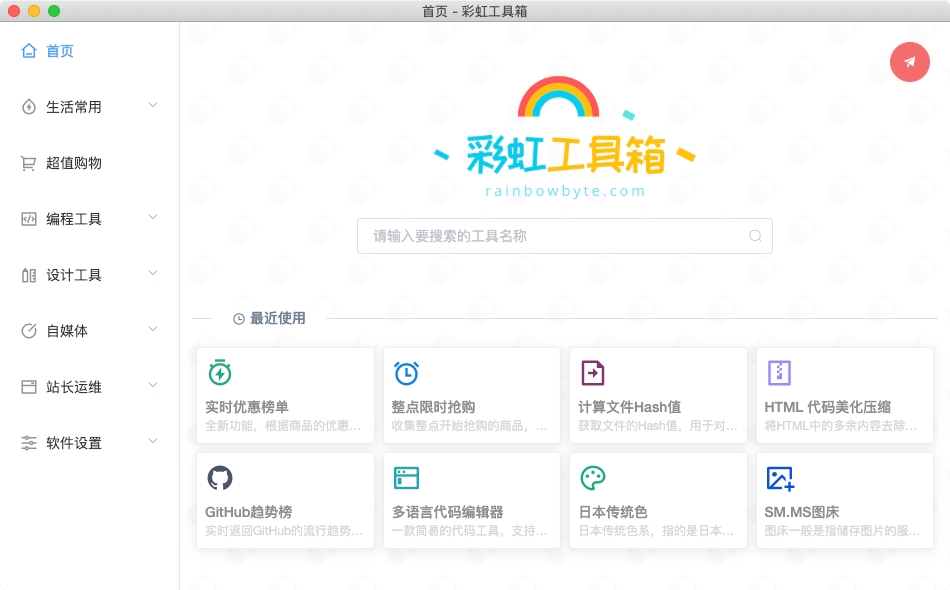 首页 - 彩虹工具箱
首页
生活常用
超值购物
编程工具
设计工具
自媒体
站长运维
软件设置
彩虹工具箱
rainbowbyte.com
请输入要搜索的工具名称
最近使用
实时优惠榜单
全新功能，根据商品的优惠...
整点限时抢购
收集整点开始抢购的商品，...
计算文件Hash值
获取文件的Hash值，用于对...
HTML 代码美化压缩
将HTML中的多余内容去除...
GitHub趋势榜
实时返回GitHub的流行趋势...
多语言代码编辑器
一款简易的代码工具，支持...
日本传统色
日本传统色系，指的是日本...
SM.MS图床
图床一般是指储存图片的服...